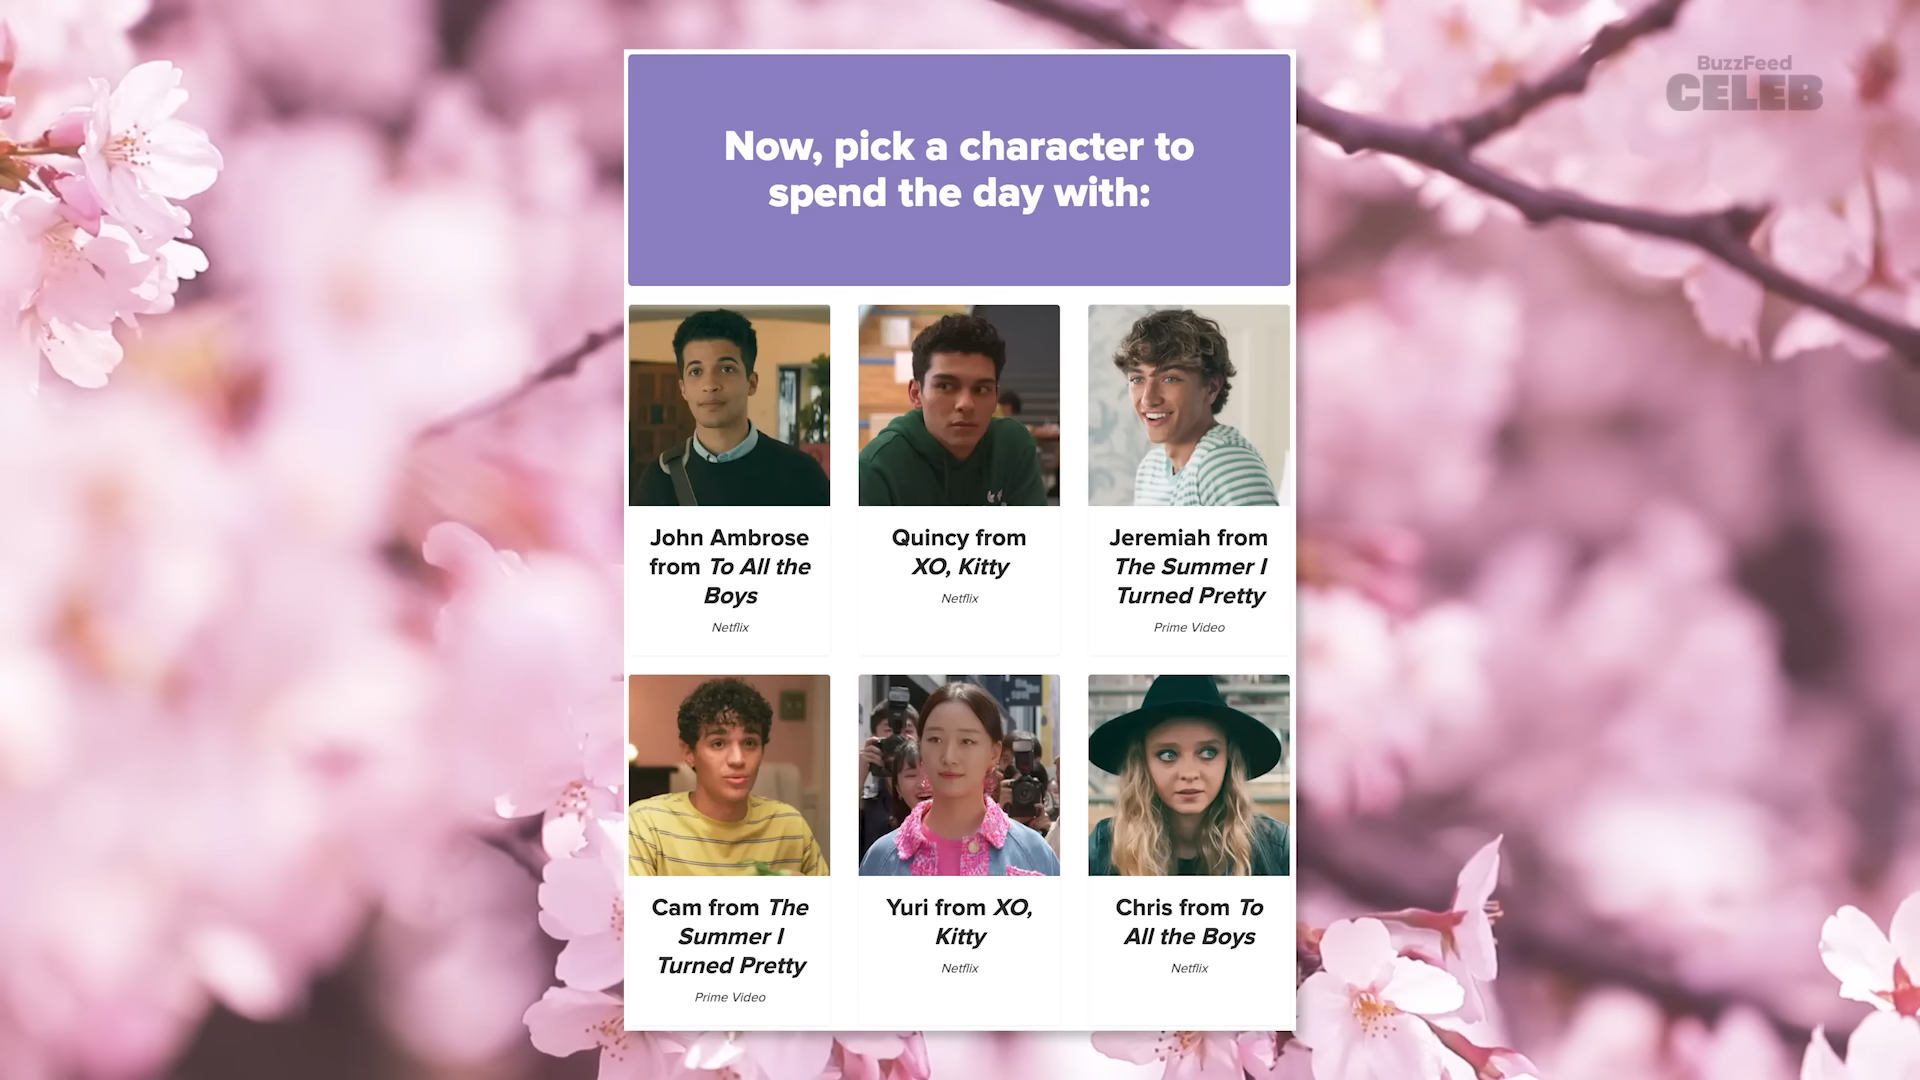 BuzzFeed
CELEB
Now, pick a character to
spend the day with:
John Ambrose
from To All the
Boys
Netflix
Quincy from
XO, Kitty
Netflix
Jeremiah from
The Summer I
Turned Pretty
Prime Video
Cam from The
Summer I
Turned Pretty
Prime Video
Yuri from XO,
Kitty
Netflix
Chris from To
All the Boys
Netflix